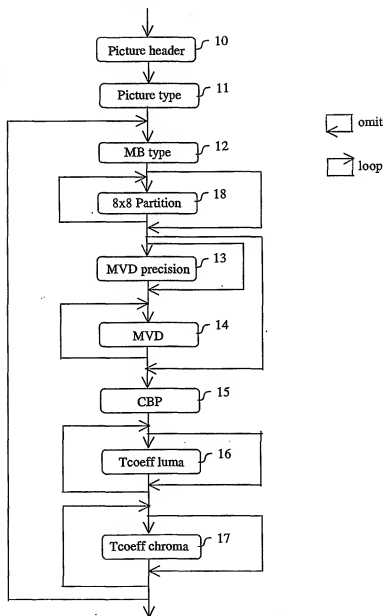 Picture header
10
Picture type
11
omit
MB type
12
loop
8x8 Partition
18
MVD precision
13
MVD
14
CBP
15
Tcoeff luma
16
Tcoeff chroma
17